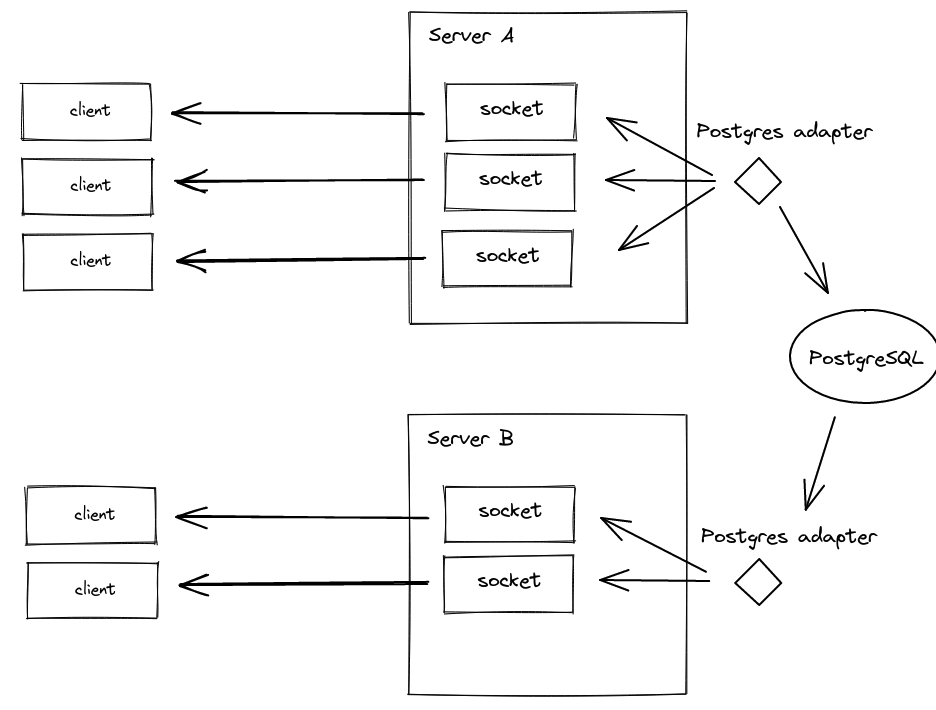 Server A
client
socket
Postgres adapter
client
socket
client
socket
PostgreSQL
Server B
client
socket
Postgres adapter
client
socket